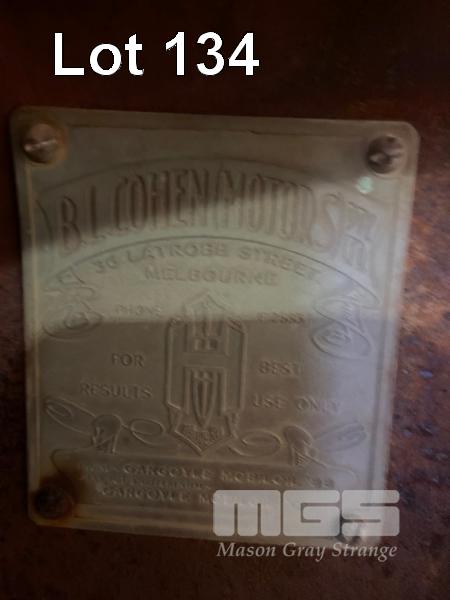 Lot 134
B.L. COHEN MOTORS
36 LATROBE STREET
MELBOURNE
PHONE
FOR BEST
RESULTS USE ONLY
GARGOYLE MOBILOIL
GARGOYLE
MGS
Mason Gray Strange